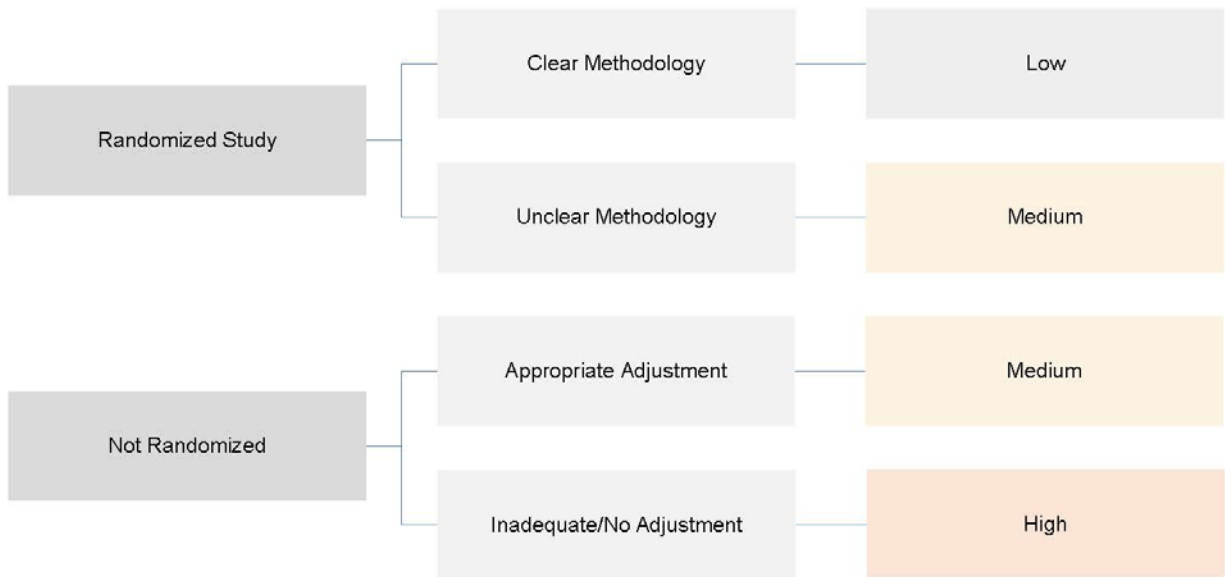 Randomized Study
Clear Methodology
Low
Unclear Methodology
Medium
Not Randomized
Appropriate Adjustment
Medium
Inadequate/No Adjustment
High